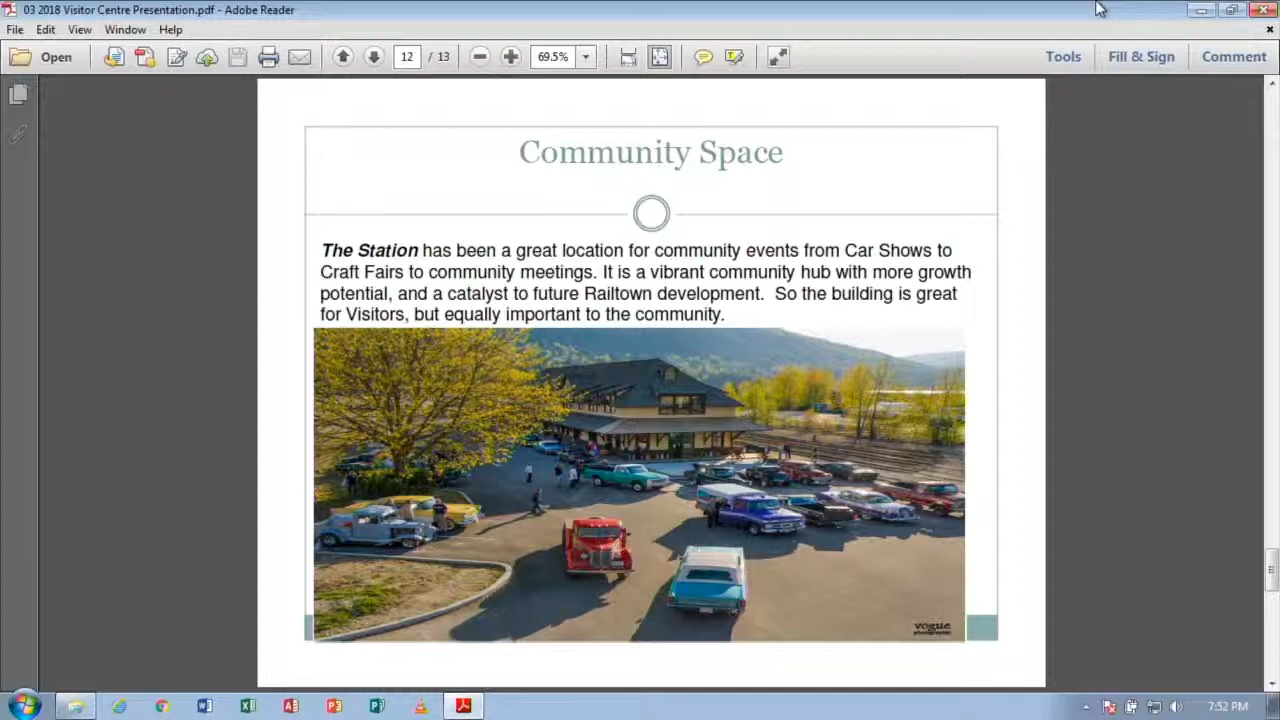 03 2018 Visitor Centre Presentation.pdf - Adobe Reader
File Edit View Window Help
Open 12 / 13 69.5% Tools Fill & Sign Comment
Community Space
The Station has been a great location for community events from Car Shows to
Craft Fairs to community meetings. It is a vibrant community hub with more growth
potential, and a catalyst to future Railtown development. So the building is great
for Visitors, but equally important to the community.
vogue
photographer
7:52 PM